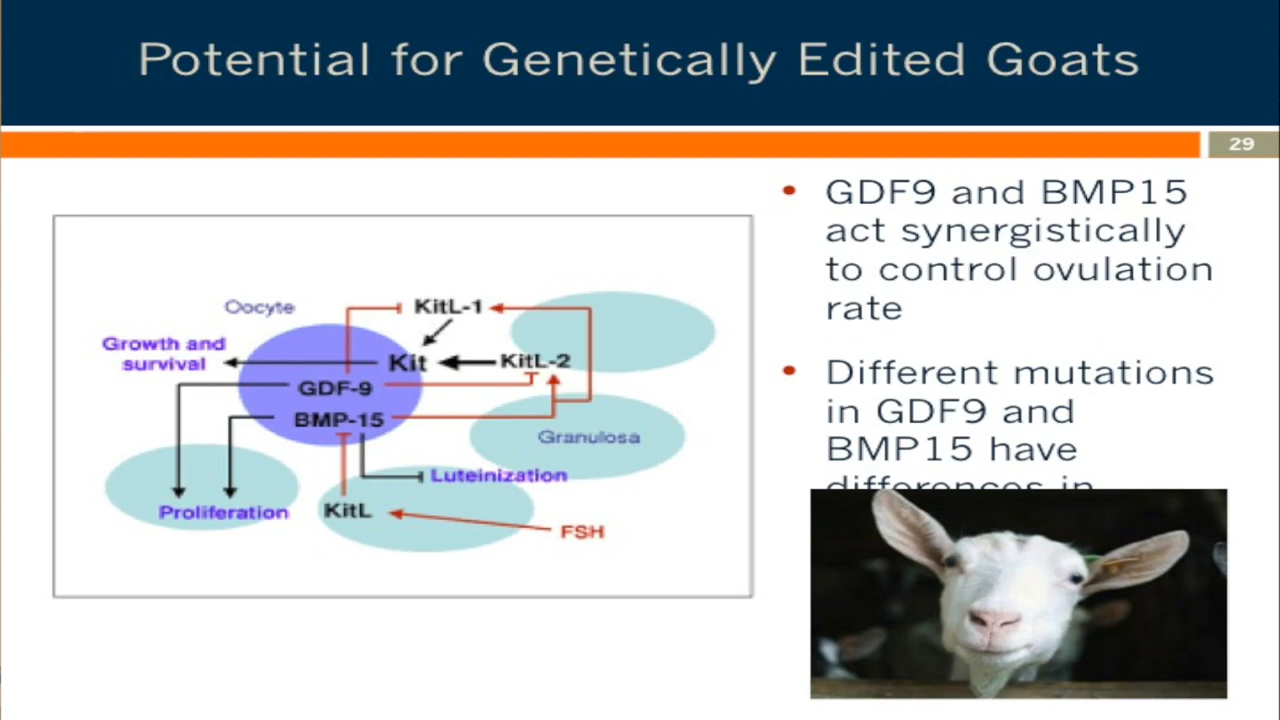 Potential for Genetically Edited Goats
29
• GDF9 and BMP15
act synergistically
to control ovulation
rate
• Different mutations
in GDF9 and
BMP15 have
differences in
Oocyte
KitL-1
Growth and
survival
Kit
KitL-2
GDF-9
BMP-15
Granulosa
Luteinization
Proliferation
KitL
FSH